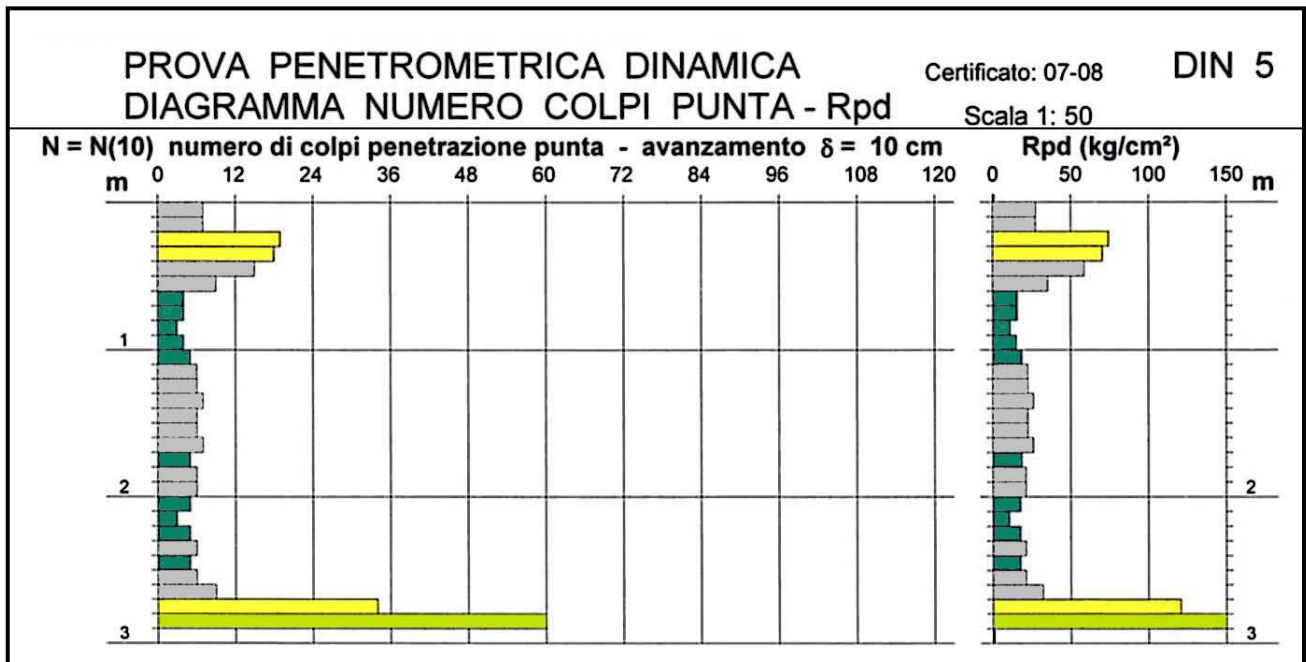 PROVA PENETROMETRICA DINAMICA
Certificato: 07-08
DIN 5
DIAGRAMMA NUMERO COLPI PUNTA - Rpd
Scala 1: 50
N = N(10) numero di colpi penetrazione punta - avanzamento δ = 10 cm
Rpd (kg/cm²)
m 0 12 24 36 48 60 72 84 96 108 120
0 50 100 150 m
1
2 2
3 3